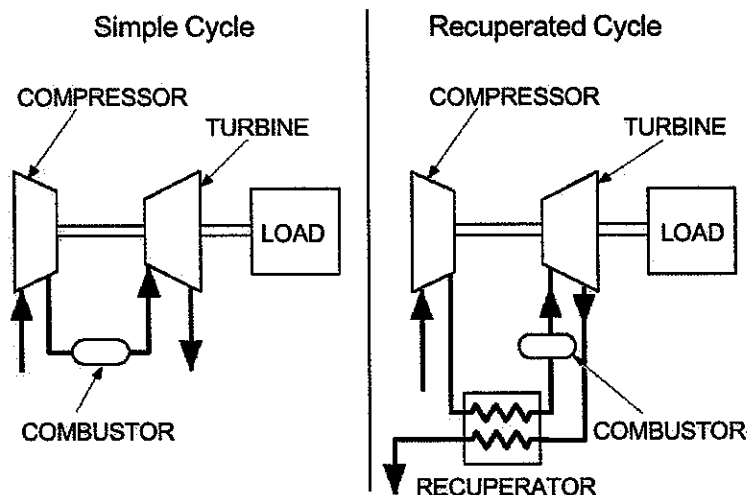 Simple Cycle
COMPRESSOR
TURBINE
LOAD
COMBUSTOR
Recuperated Cycle
COMPRESSOR
TURBINE
LOAD
COMBUSTOR
RECUPERATOR